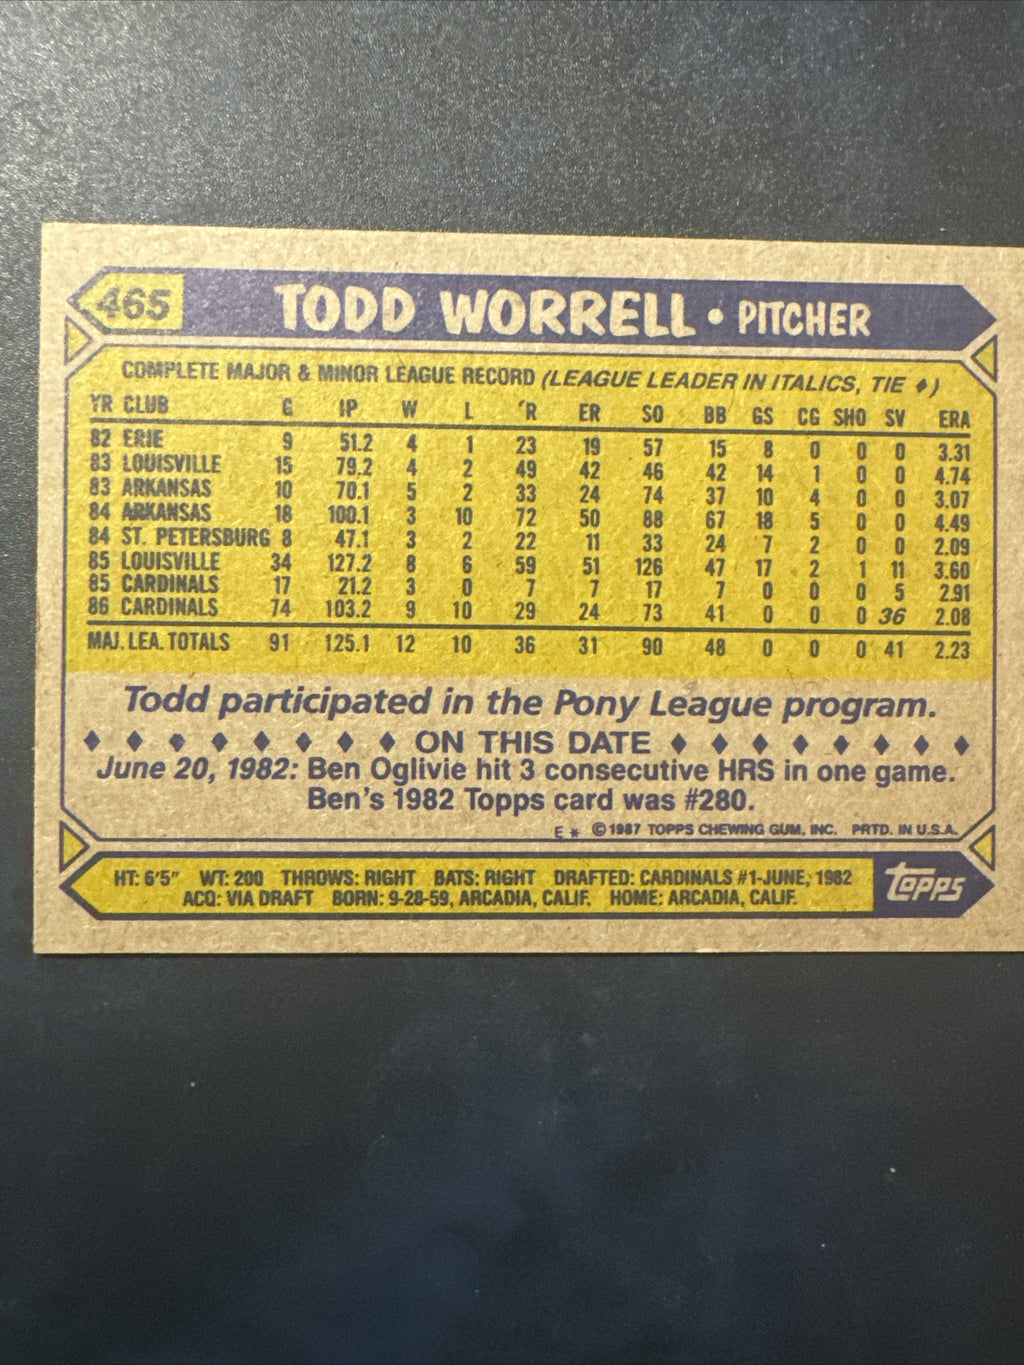 465 TODD WORRELL • PITCHER
COMPLETE MAJOR & MINOR LEAGUE RECORD (LEAGUE LEADER IN ITALICS, TIE ♦)
YR CLUB G IP W L R ER SO BB GS CG SHO SV ERA
82 ERIE 9 51.2 4 1 23 19 57 15 8 0 0 0 3.31
83 LOUISVILLE 15 79.2 4 2 49 42 46 42 14 1 0 0 4.74
83 ARKANSAS 10 70.1 5 2 33 24 74 37 10 4 0 0 3.07
84 ARKANSAS 18 100.1 3 10 72 50 88 67 18 5 0 0 4.49
84 ST. PETERSBURG 8 47.1 3 2 22 11 33 24 7 2 0 0 2.09
85 LOUISVILLE 34 127.2 8 6 59 51 126 47 17 2 1 11 3.60
85 CARDINALS 17 21.2 3 0 7 7 17 7 0 0 0 5 2.91
86 CARDINALS 74 103.2 9 10 29 24 73 41 0 0 0 36 2.08
MAJ. LEA. TOTALS 91 125.1 12 10 36 31 90 48 0 0 0 41 2.23
Todd participated in the Pony League program.
♦ ♦ ♦ ♦ ♦ ♦ ♦ ♦ ON THIS DATE ♦ ♦ ♦ ♦ ♦ ♦ ♦ ♦
June 20, 1982: Ben Oglivie hit 3 consecutive HRS in one game.
Ben's 1982 Topps card was #280.
E * © 1987 TOPPS CHEWING GUM, INC. PRTD. IN U.S.A.
HT: 6'5" WT: 200 THROWS: RIGHT BATS: RIGHT DRAFTED: CARDINALS #1-JUNE, 1982
ACQ: VIA DRAFT BORN: 9-28-59, ARCADIA, CALIF. HOME: ARCADIA, CALIF.
TOPPS